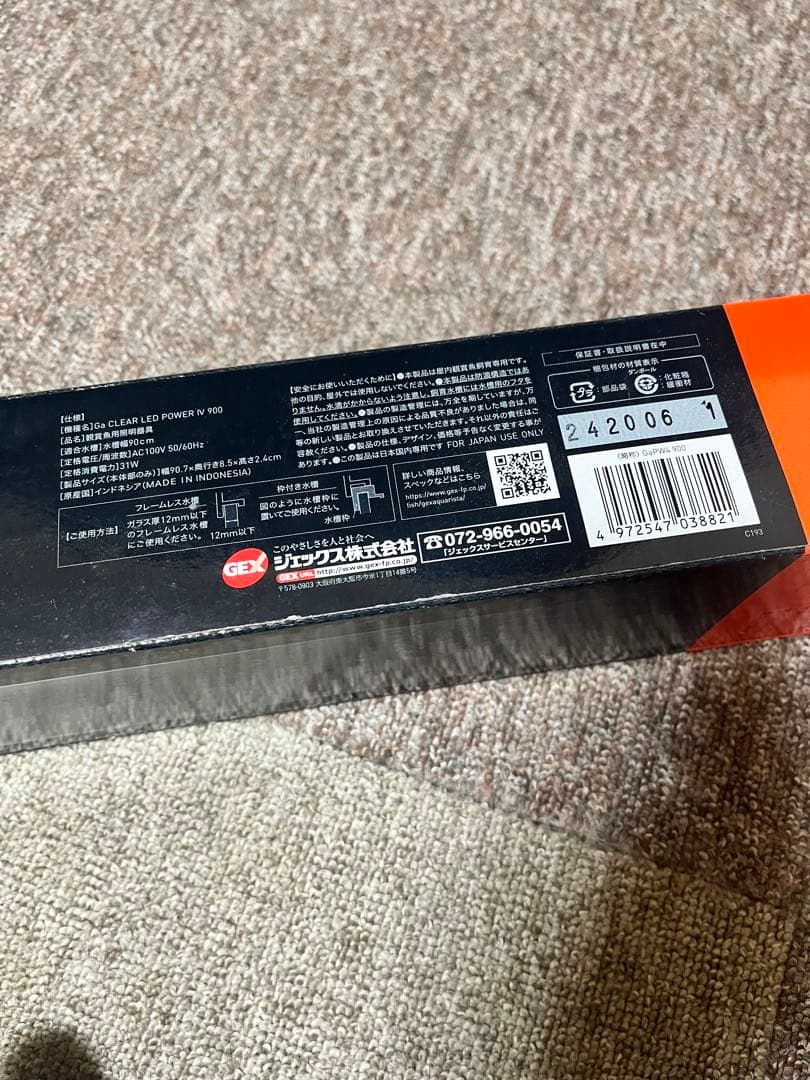 【仕様】
【機種名】Ga CLEAR LED POWER Ⅳ 900
【品名】観賞魚用照明器具
【適合水槽】水槽幅90cm
【定格電圧/周波数】AC100V 50/60Hz
【定格消費電力】31W
【製品サイズ(本体部のみ)】幅90.7×奥行き8.5×高さ2.4cm
【原産国】インドネシア(MADE IN INDONESIA)
【ご使用方法】
フレームレス水槽
ガラス厚12mm以下
のフレームレス水槽
にご使用ください。
12mm以下
枠付き水槽
図のように水槽枠に
置いてご使用ください。
水槽枠
【安全にお使いいただくために】●本製品は屋内観賞魚飼育専用です。
他の目的、屋外では使用しないでください。●本製品は防滴構造ではあ
りません。水滴がかからないよう注意し、飼育水槽には水槽用のフタを
使用してください。●製品の製造管理には、万全を期していますが、万
一、当社の製造管理上の原因による品質不良がありました場合は、同
等の新しい製品とお取り換えさせていただきます。それ以外の責はご
容赦ください。●製品の仕様、デザイン、価格等予告なく変更する事が
あります。●この製品は日本国内専用です FOR JAPAN USE ONLY
詳しい商品情報、
スペックなどはこちら
https://www.gex-fp.co.jp/
fish/gexaquarista/
GEX
このやさしさを人と社会へ
ジェックス株式会社
GEX URL http://www.gex-fp.co.jp/
〒578-0903 大阪府東大阪市今米1丁目14番5号
☎072-966-0054
「ジェックスサービスセンター」
保証書・取扱説明書在中
梱包材の材質表示
ダンボール
プラ
:部品袋
:化粧箱
:緩衝材
242006 1
(略称) GaPW4 900
4 972547 038821
C193